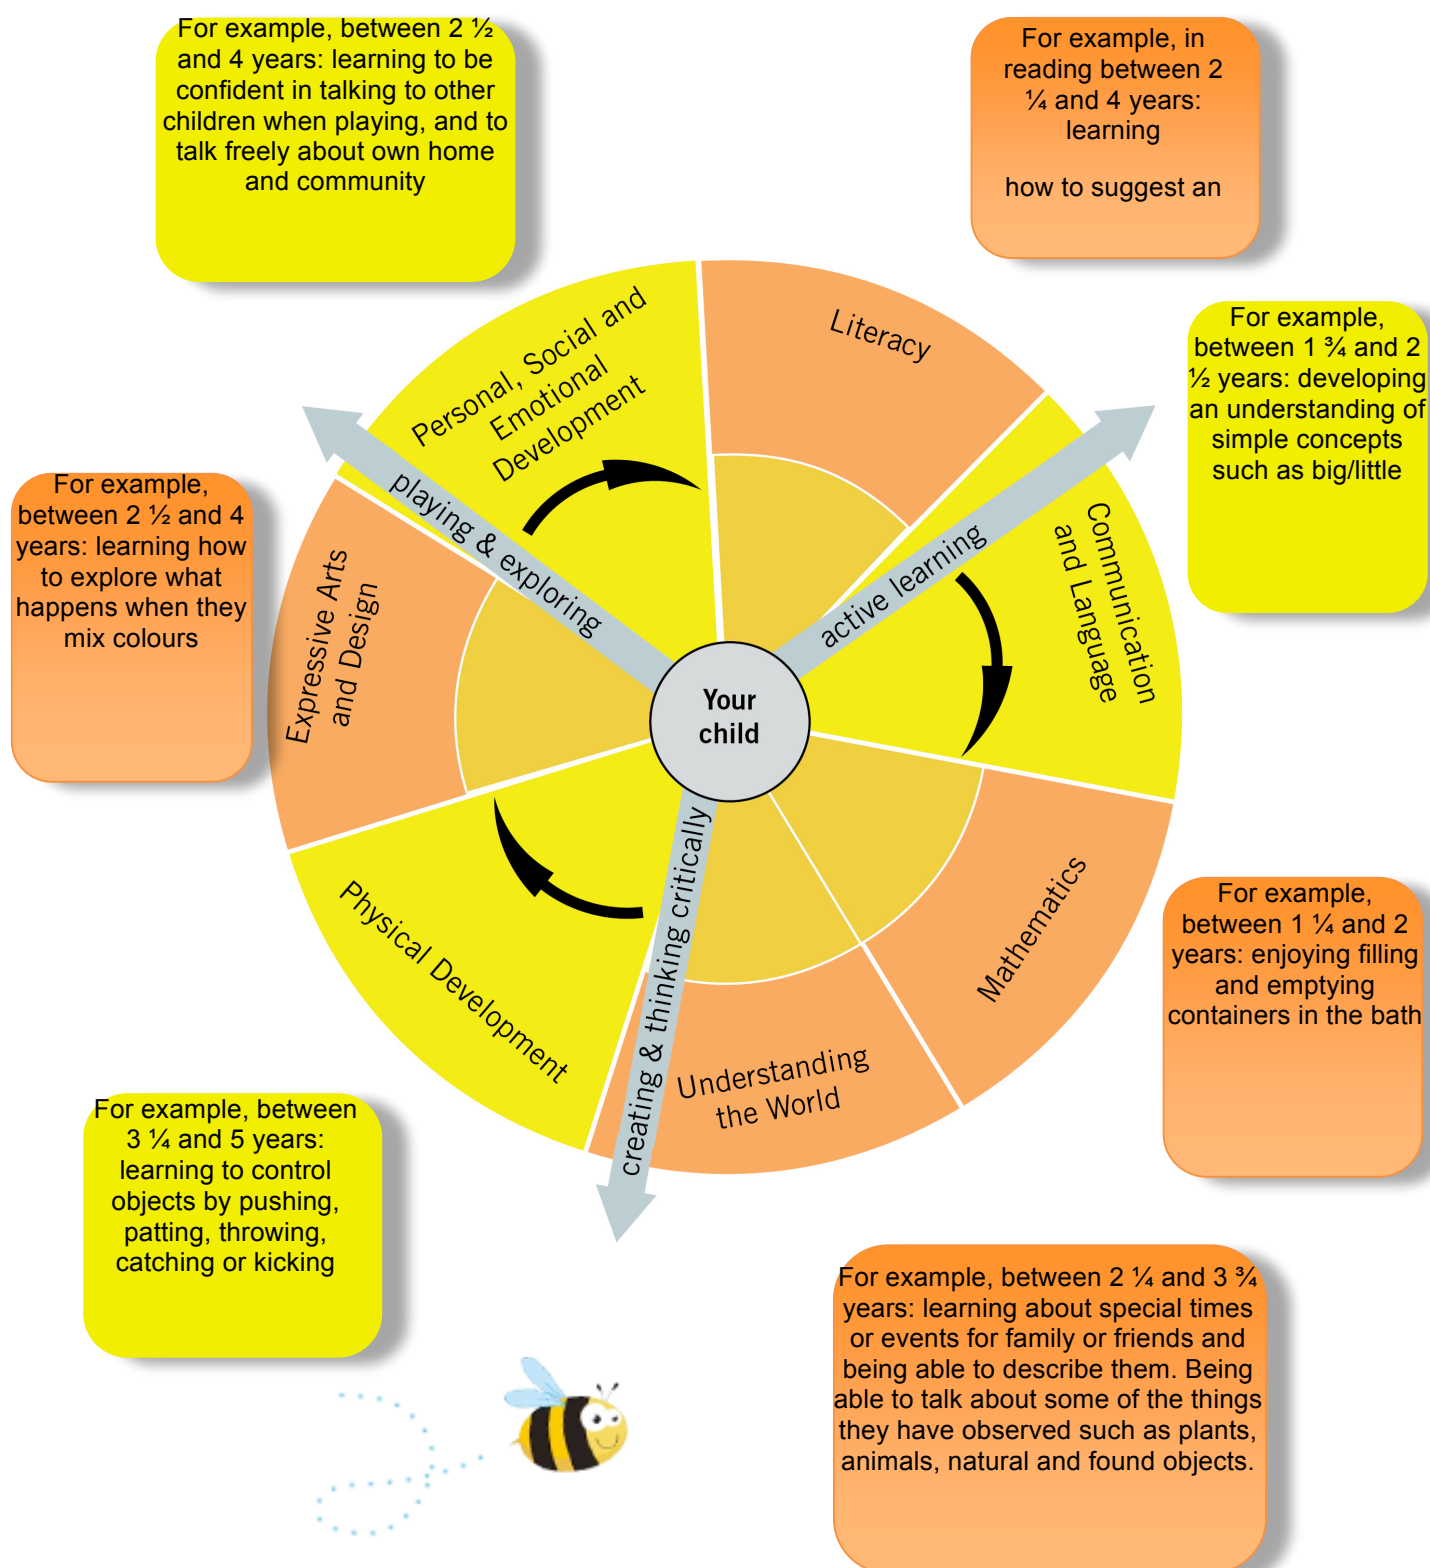 For example, between 2 ½
and 4 years: learning to be
confident in talking to other
children when playing, and to
talk freely about own home
and community
For example, in
reading between 2
¼ and 4 years:
learning
how to suggest an
For example,
between 1 ¾ and 2
½ years: developing
an understanding of
simple concepts
such as big/little
For example,
between 2 ½ and 4
years: learning how
to explore what
happens when they
mix colours
Personal, Social and
Emotional
Development
Literacy
Communication
and Language
Expressive Arts
and Design
playing & exploring
active learning
Your
child
creating & thinking critically
Mathematics
Physical Development
Understanding
the World
For example,
between 1 ¼ and 2
years: enjoying filling
and emptying
containers in the bath
For example, between
3 ¼ and 5 years:
learning to control
objects by pushing,
patting, throwing,
catching or kicking
For example, between 2 ¼ and 3 ¾
years: learning about special times
or events for family or friends and
being able to describe them. Being
able to talk about some of the things
they have observed such as plants,
animals, natural and found objects.